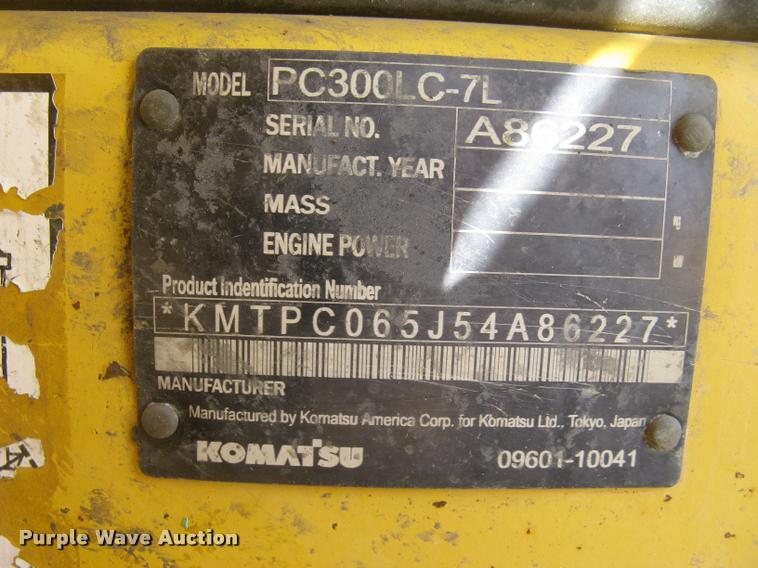 MODEL PC300LC-7L
SERIAL NO. A86227
MANUFACT. YEAR
MASS
ENGINE POWER
Product Indentification Number
*KMTPC065J54A86227*
MANUFACTURER
Manufactured by Komatsu America Corp. for Komatsu Ltd., Tokyo, Japan
KOMATSU 09601-10041
Purple Wave Auction